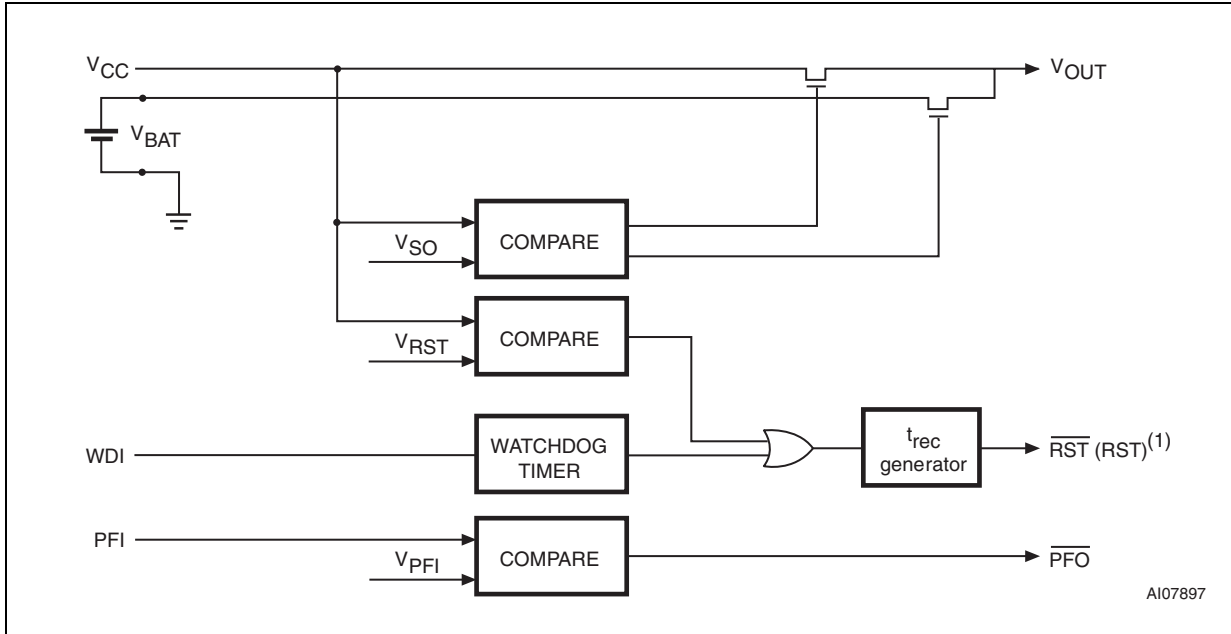 VCC
VOUT
VBAT
COMPARE
VSO
COMPARE
VRST
WDI
WATCHDOG
TIMER
trec
generator
RST (RST)(1)
PFI
COMPARE
VPFI
PFO
AI07897